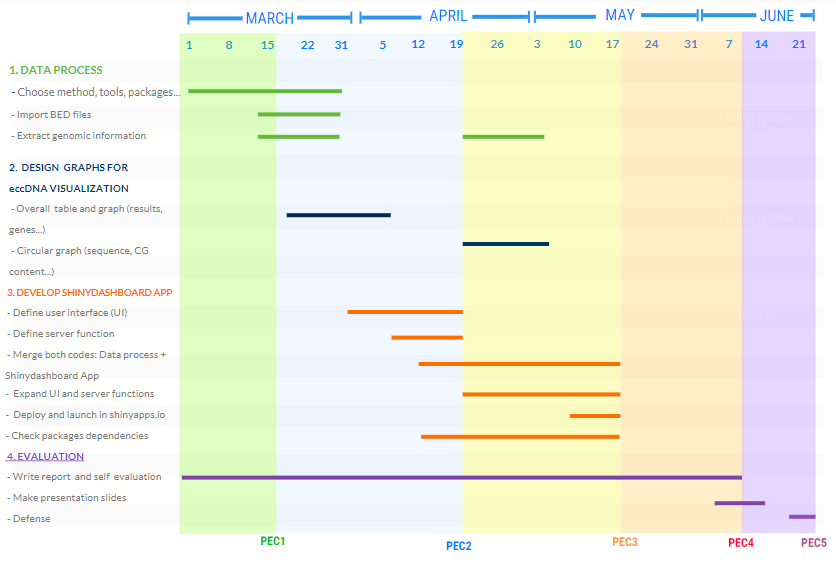 MARCH APRIL MAY JUNE
1 8 15 22 31 5 12 19 26 3 10 17 24 31 7 14 21
1. DATA PROCESS
- Choose method, tools, packages...
- Import BED files
- Extract genomic information
2. DESIGN GRAPHS FOR
eccDNA VISUALIZATION
- Overall table and graph (results,
genes...)
- Circular graph (sequence, CG
content...)
3. DEVELOP SHINYDASHBOARD APP
- Define user interface (UI)
- Define server function
- Merge both codes: Data process +
Shinydashboard App
- Expand UI and server functions
- Deploy and launch in shinyapps.io
- Check packages dependencies
4. EVALUATION
- Write report and self evaluation
- Make presentation slides
- Defense
PEC1 PEC2 PEC3 PEC4 PEC5